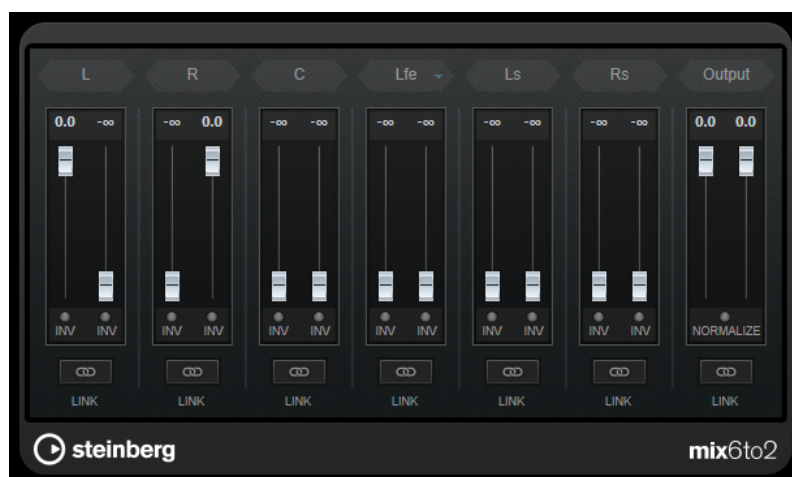 L R C Lfe Ls Rs Output
0.0 -∞ -∞ 0.0 -∞ -∞ -∞ -∞ -∞ -∞ -∞ -∞ 0.0 0.0
INV INV INV INV INV INV INV INV INV INV INV INV NORMALIZE
LINK LINK LINK LINK LINK LINK LINK
steinberg mix6to2